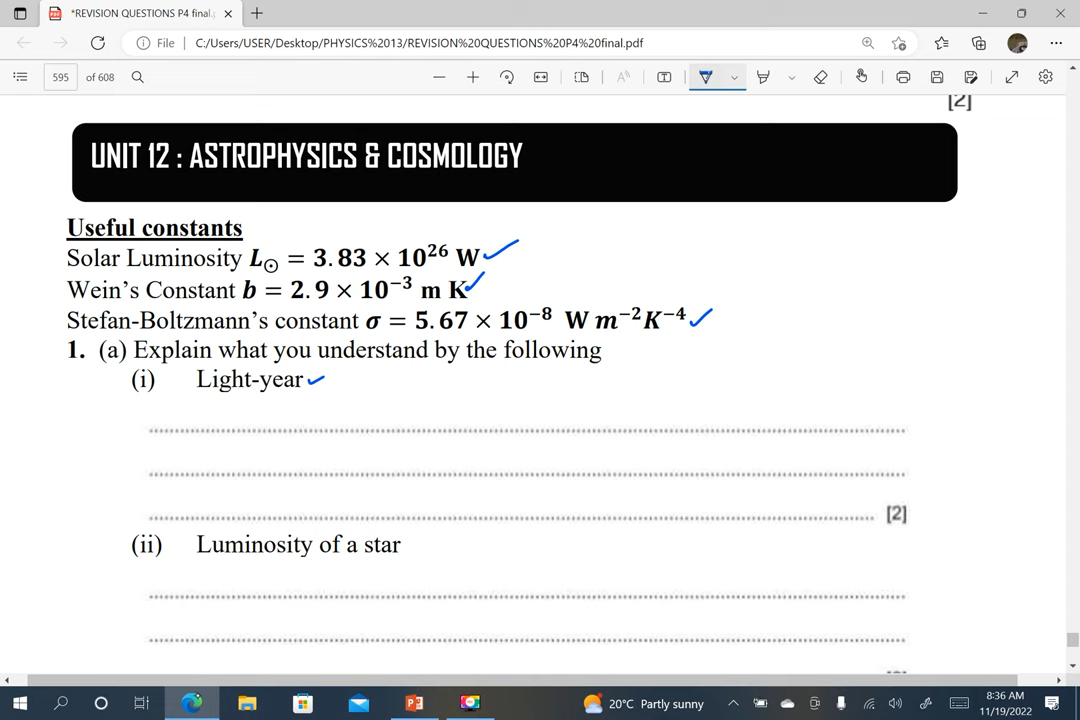 *REVISION QUESTIONS P4 final.
File C:/Users/USER/Desktop/PHYSICS%2013/REVISION%20QUESTIONS%20P4%20final.pdf
595 of 608
[2]
UNIT 12 : ASTROPHYSICS & COSMOLOGY
Useful constants
Solar Luminosity L⊙ = 3.83 × 10²⁶ W
Wein's Constant b = 2.9 × 10⁻³ m K
Stefan-Boltzmann's constant σ = 5.67 × 10⁻⁸ W m⁻²K⁻⁴
1. (a) Explain what you understand by the following
(i) Light-year
[2]
(ii) Luminosity of a star
20°C Partly sunny
8:36 AM
11/19/2022